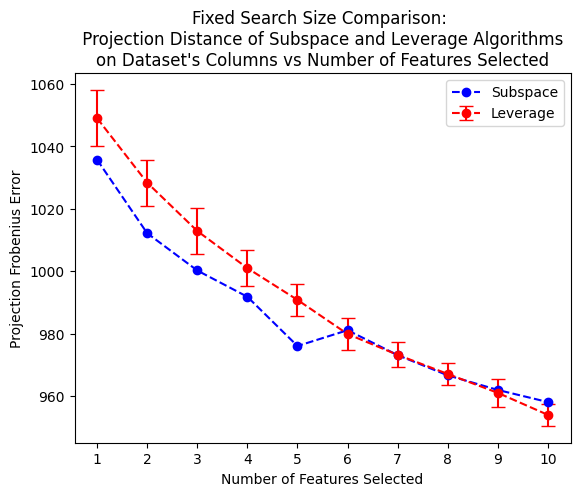 Fixed Search Size Comparison:
Projection Distance of Subspace and Leverage Algorithms
on Dataset's Columns vs Number of Features Selected
Subspace
Leverage
Projection Frobenius Error
1060
1040
1020
1000
980
960
1 2 3 4 5 6 7 8 9 10
Number of Features Selected